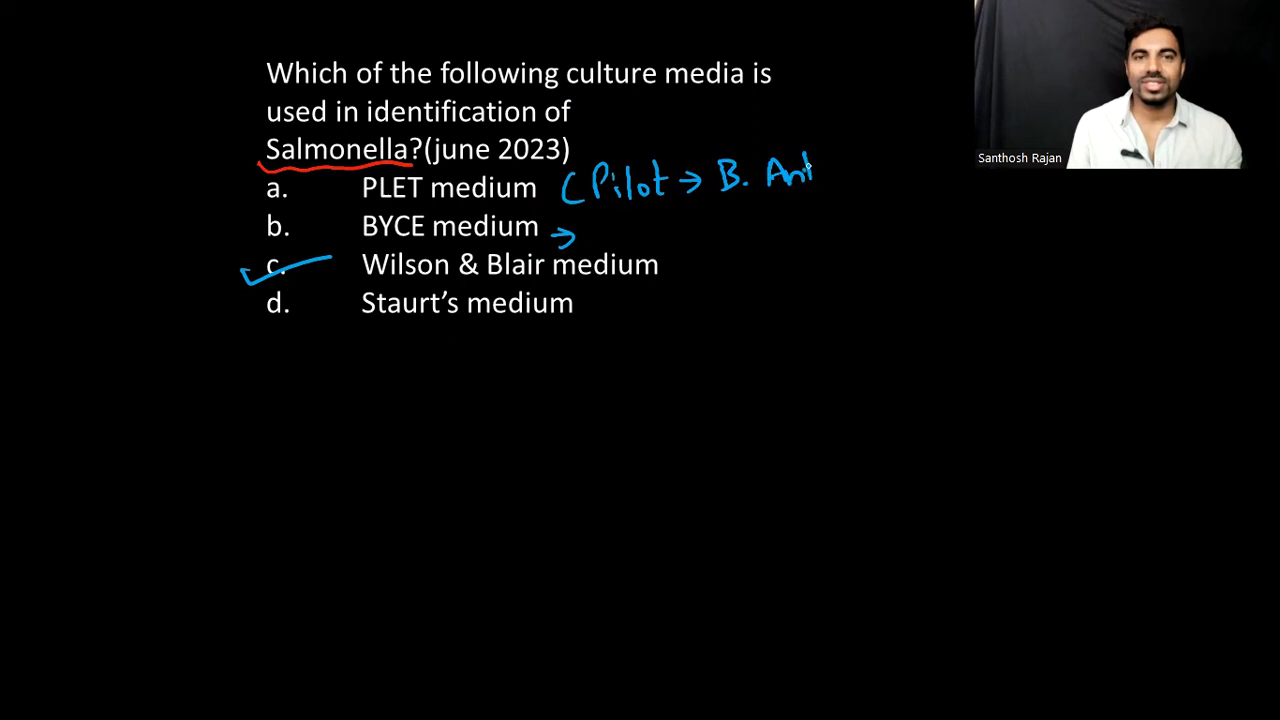 Which of the following culture media is
used in identification of
Salmonella?(june 2023)
a. PLET medium (Pilot → B. Ant
b. BYCE medium →
c. Wilson & Blair medium
d. Staurt’s medium
Santhosh Rajan